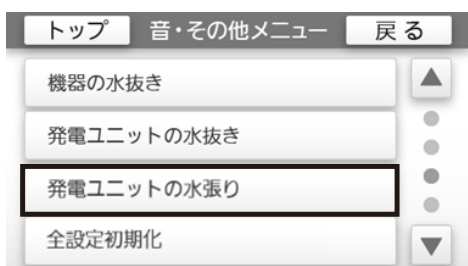 トップ 音・その他メニュー 戻る
機器の水抜き
発電ユニットの水抜き
発電ユニットの水張り
全設定初期化